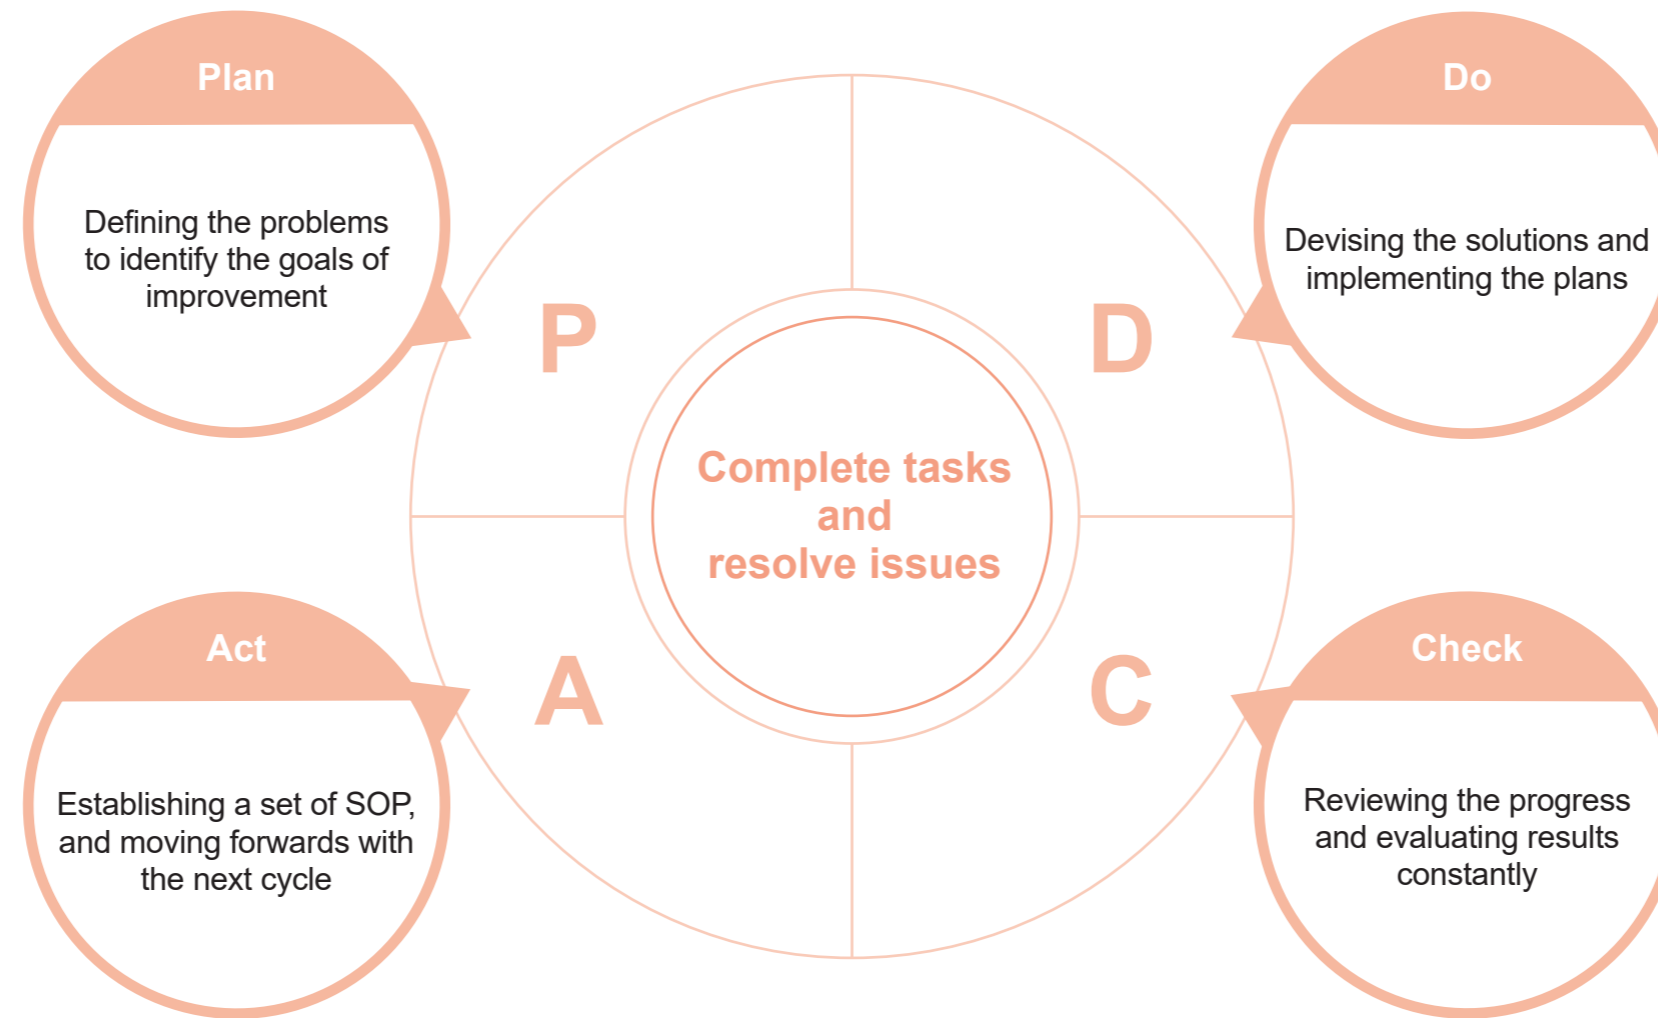 Plan
Defining the problems
to identify the goals of
improvement
Do
Devising the solutions and
implementing the plans
P
D
Complete tasks
and
resolve issues
A
C
Act
Establishing a set of SOP,
and moving forwards with
the next cycle
Check
Reviewing the progress
and evaluating results
constantly